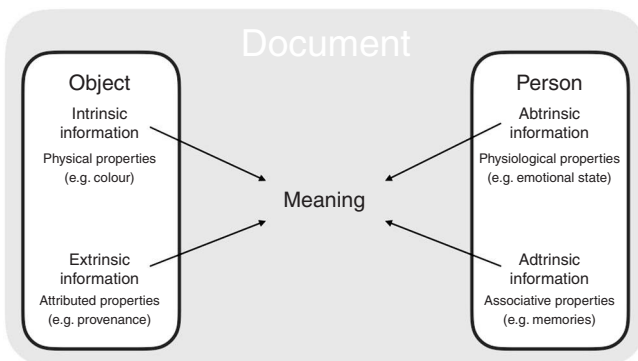 Document
Object
Intrinsic
information
Physical properties
(e.g. colour)
Extrinsic
information
Attributed properties
(e.g. provenance)
Meaning
Person
Abtrinsic
information
Physiological properties
(e.g. emotional state)
Adtrinsic
information
Associative properties
(e.g. memories)